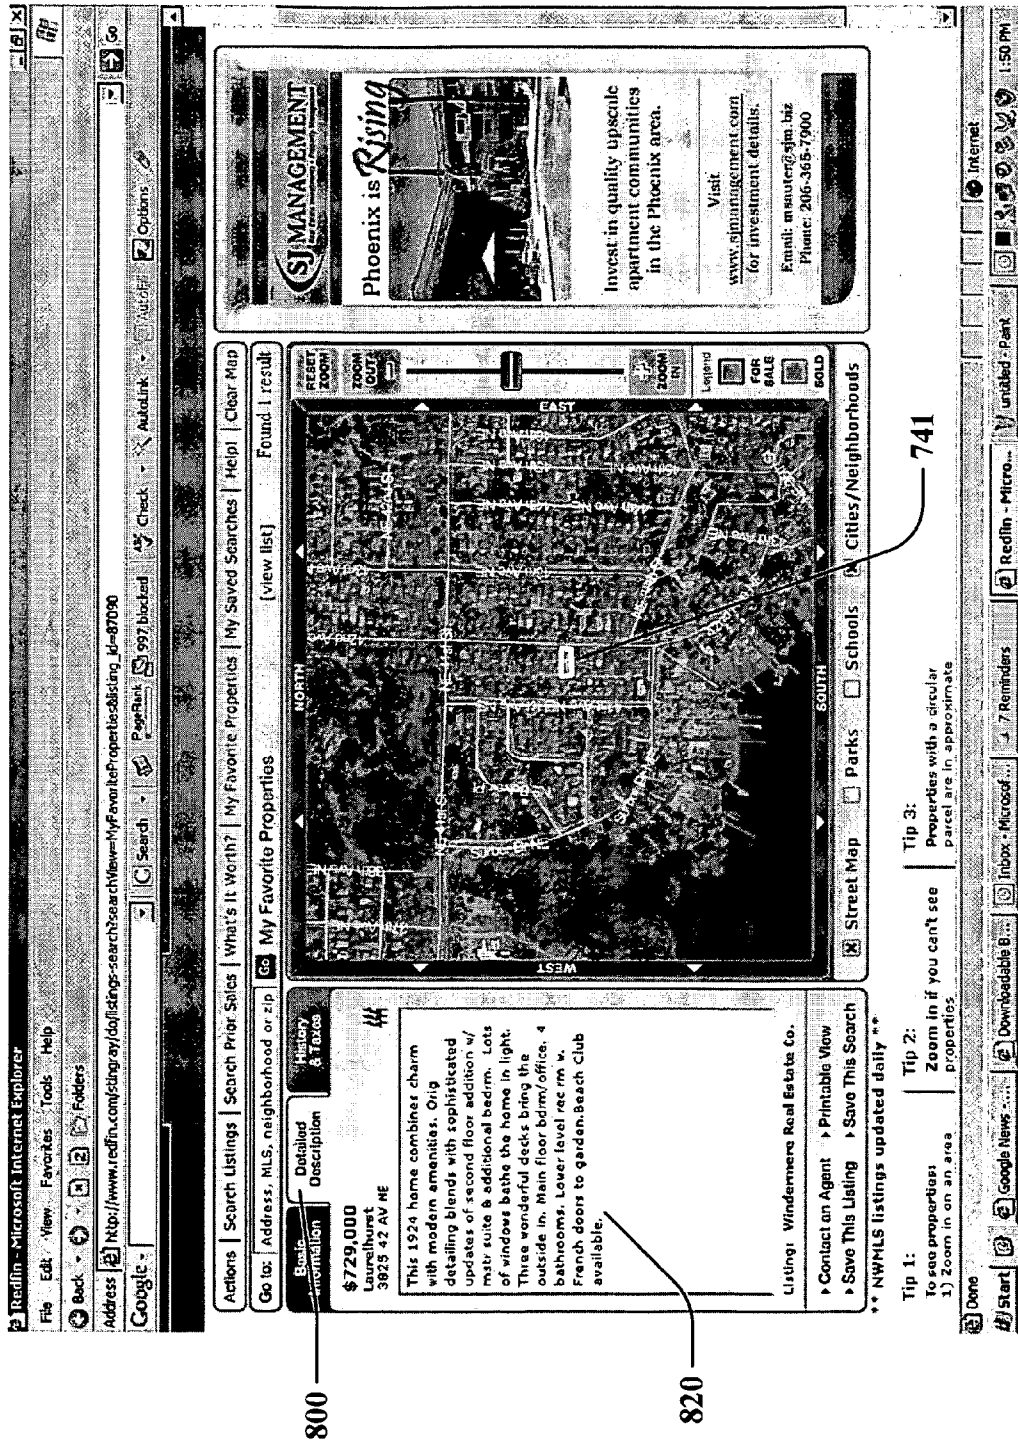 Redfin - Microsoft Internet Explorer
File Edit View Favorites Tools Help
Back Folders
Address http://www.redfin.com/stingray/do/listings-search?searchView=MyFavoriteProperties&listing_id=87090 Go
Google Search PageRank 997 blocked Check AutoLink AutoFill Options
Actions Search Listings Search Prior Sales What's It Worth? My Favorite Properties My Saved Searches Help! Clear Map
Go to: Address, MLS, neighborhood or zip Go My Favorite Properties [view list] Found 1 result
Basic Information
Detailed Description
History & Taxes
$729,000
Laurelhurst
3825 42 AV NE
This 1924 home combines charm
with modern amenities. Orig
detailing blends with sophisticated
updates of second floor addition w/
mstr suite & additional bedrm. Lots
of windows bathe the home in light.
Three wonderful decks bring the
outside in. Main floor bdrm/office. 4
bathrooms. Lower level rec rm w.
French doors to garden.Beach Club
available.
Listing: Windermere Real Estate Co.
Contact an Agent Printable View
Save This Listing Save This Search
** NWMLS listings updated daily **
NORTH
WEST
EAST
SOUTH
RESET ZOOM
ZOOM OUT
ZOOM IN
Legend
FOR SALE
SOLD
Street Map Parks Schools Cities/Neighborhoods
SJ MANAGEMENT
Phoenix is Rising
Invest in quality upscale
apartment communities
in the Phoenix area.
Visit
www.sjmanagement.com
for investment details.
Email: msauter@sjm.biz
Phone: 206-365-7900
Tip 1:
To see properties:
1) Zoom in on an area
Tip 2:
Zoom in if you can't see
properties
Tip 3:
Properties with a circular
parcel are in approximate
Done Internet
Start Google News - ... Downloadable B... Inbox - Microsof... 7 Reminders Redfin - Micro... untitled - Paint 1:50 PM
800
820
741